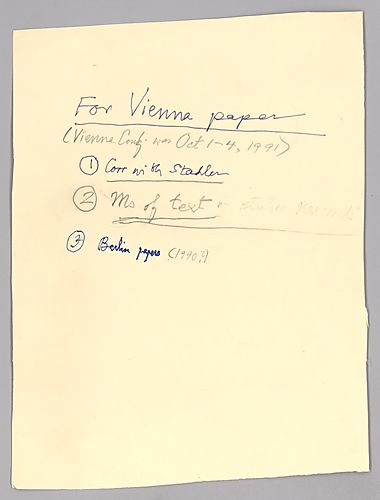 For Vienna paper
(Vienna Conf. was Oct 1-4, 1991)
① Corr with Stadler
② Ms of text in
③ Berlin papers (1990?)